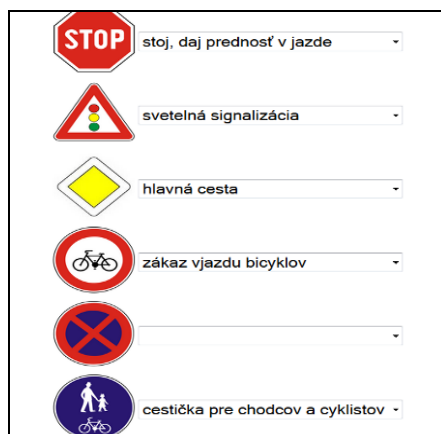 STOP
stoj, daj prednosť v jazde
svetelná signalizácia
hlavná cesta
zákaz vjazdu bicyklov
cestička pre chodcov a cyklistov